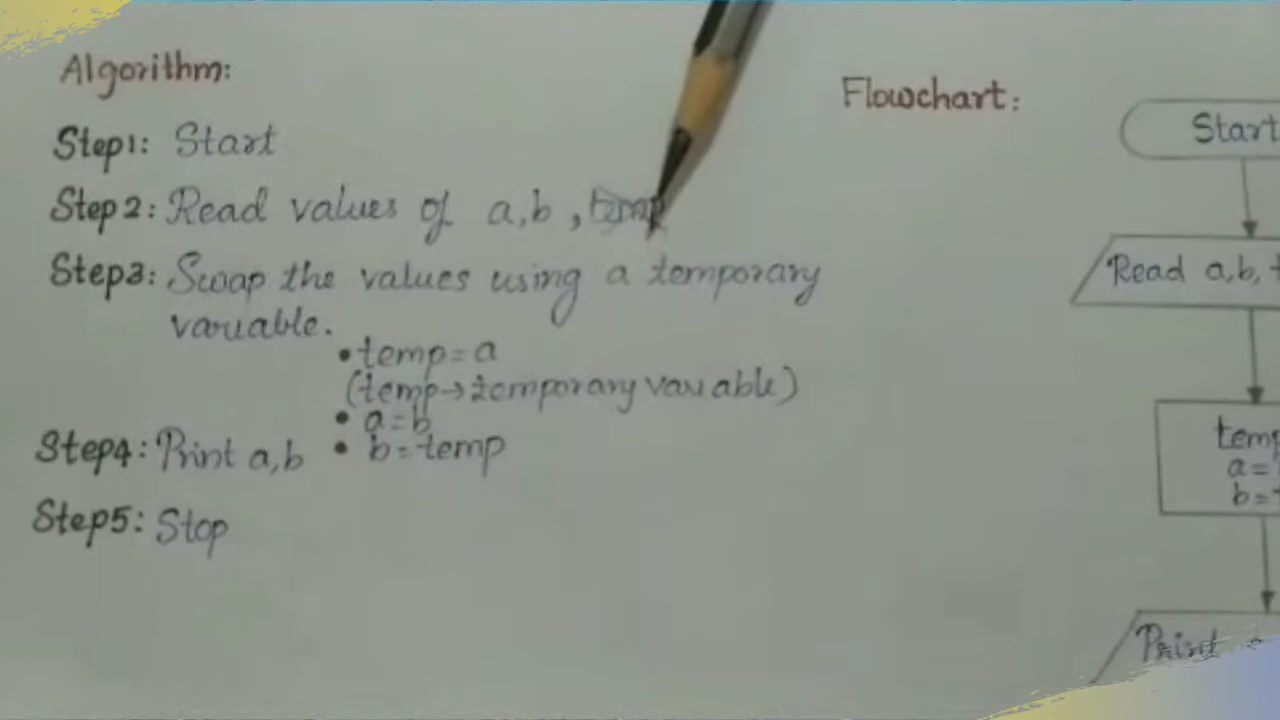 Algorithm:
Step1: Start
Step2: Read values of a,b , temp
Step3: Swap the values using a temporary
variable.
• temp = a
(temp→temporary variable)
• a = b
• b = temp
Step4: Print a,b
Step5: Stop
Flowchart:
Start
Read a,b, t
temp
a =
b =
Print